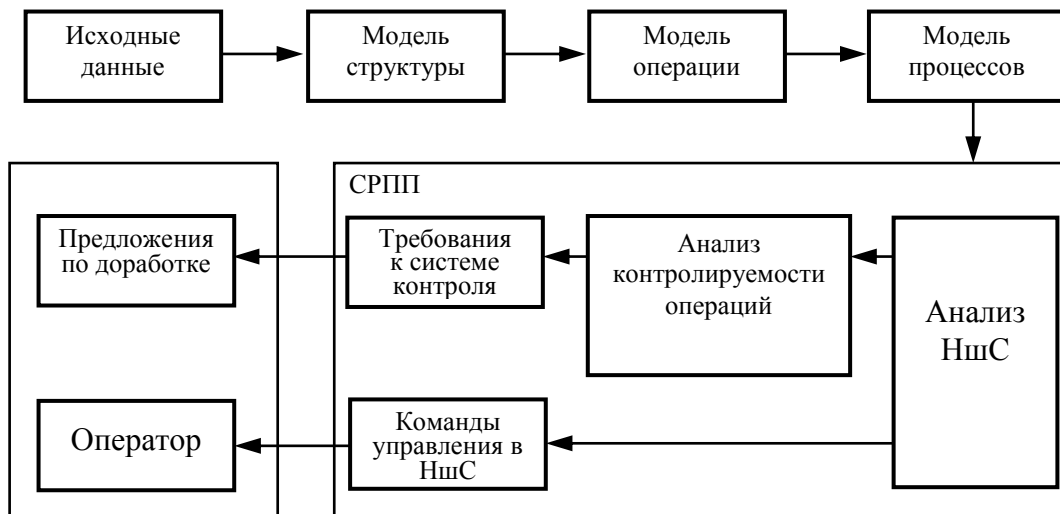 Исходные
данные
Модель
структуры
Модель
операции
Модель
процессов
СРПП
Предложения
по доработке
Требования
к системе
контроля
Анализ
контролируемости
операций
Анализ
НшС
Оператор
Команды
управления в
НшС